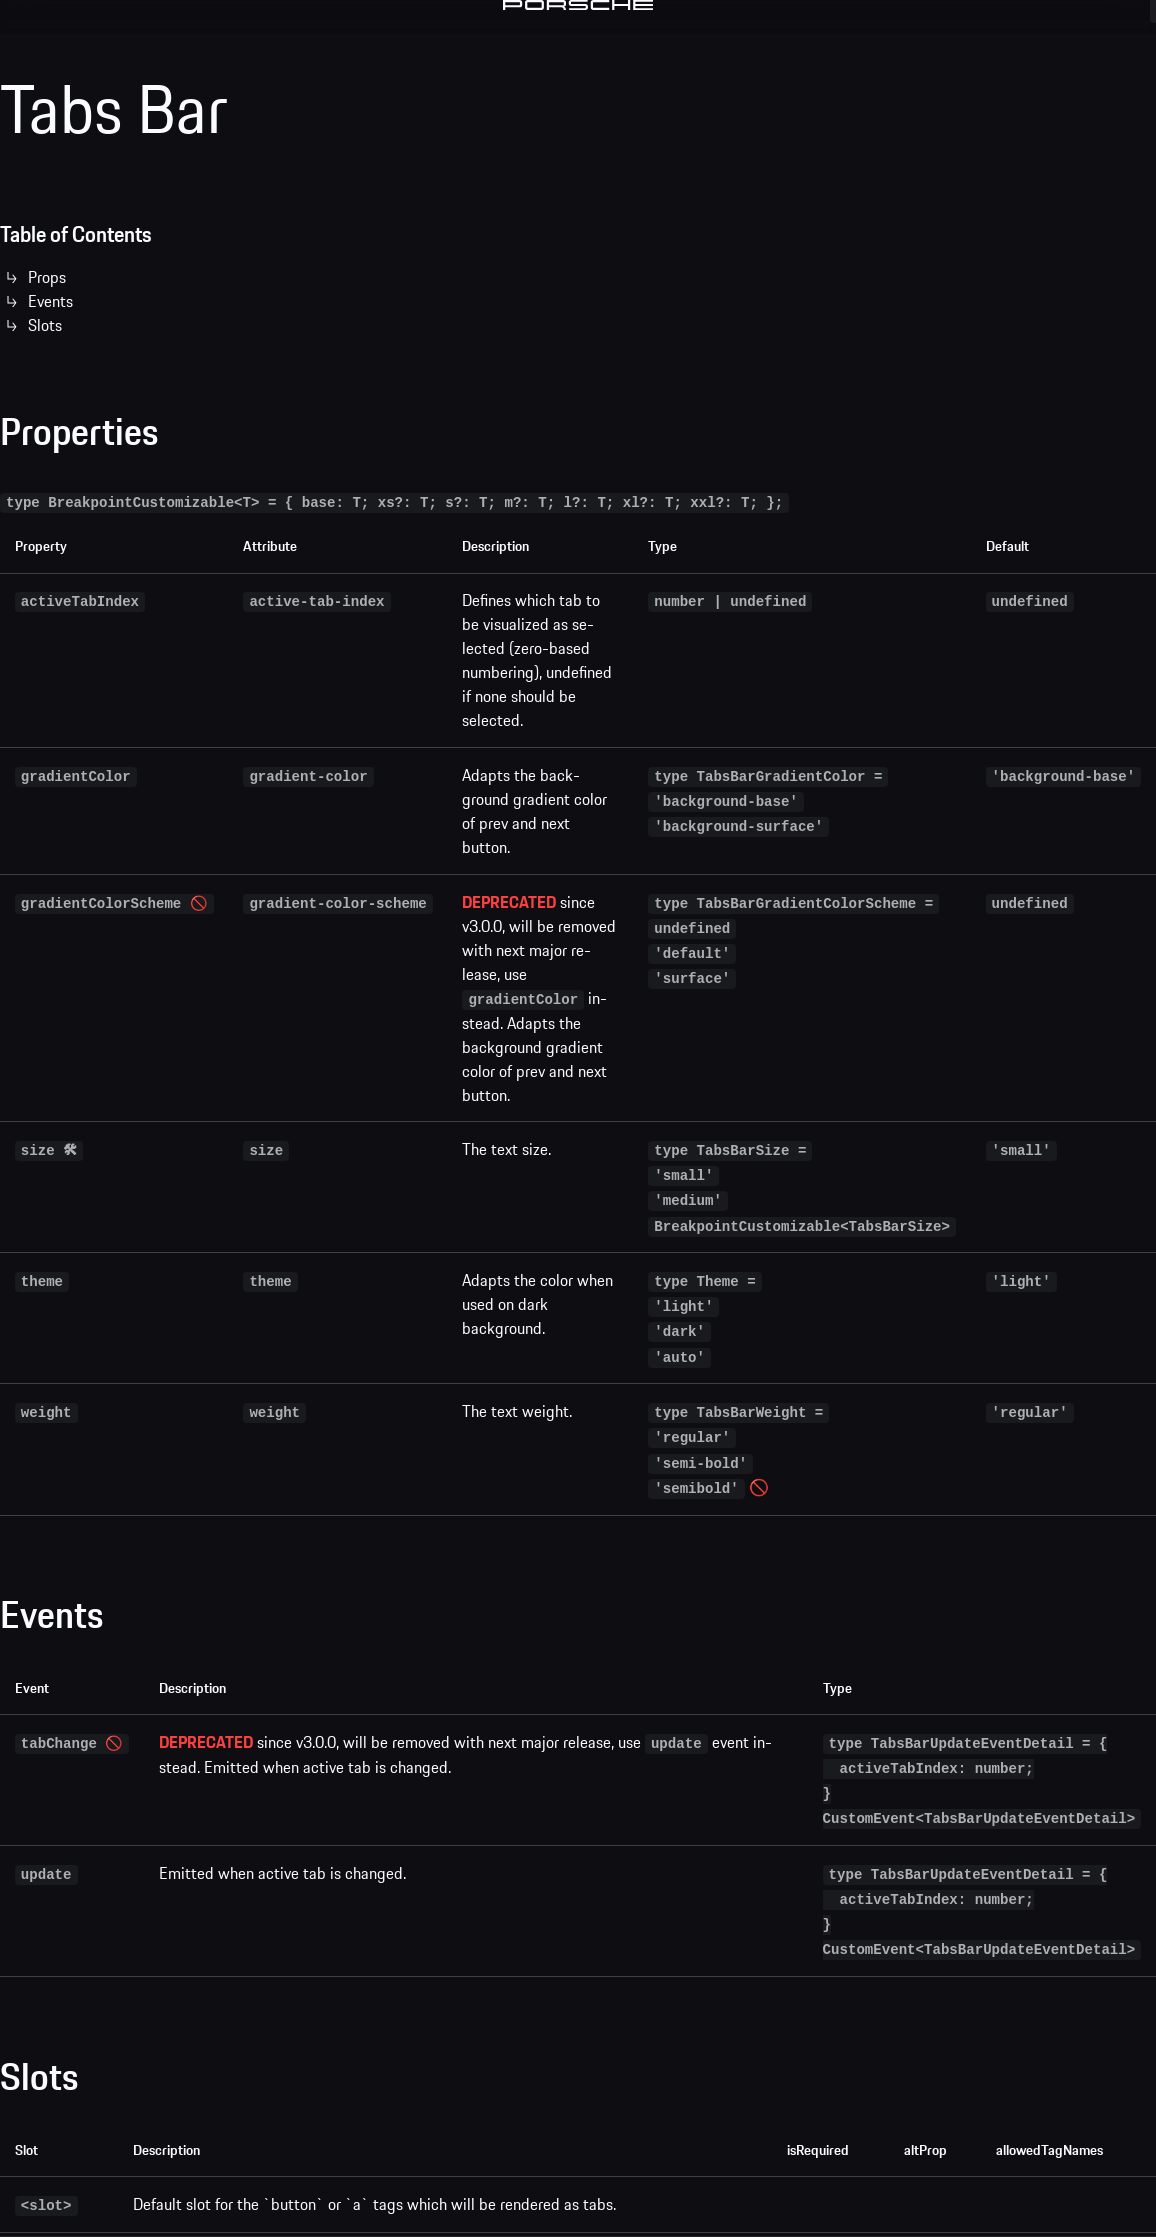 PORSCHE
Tabs Bar
Table of Contents
↳ Props
↳ Events
↳ Slots
Properties
type BreakpointCustomizable<T> = { base: T; xs?: T; s?: T; m?: T; l?: T; xl?: T; xxl?: T; };
Property Attribute Description Type Default
activeTabIndex active-tab-index Defines which tab to number | undefined undefined
be visualized as se-
lected (zero-based
numbering), undefined
if none should be
selected.
gradientColor gradient-color Adapts the back- type TabsBarGradientColor = 'background-base'
ground gradient color 'background-base'
of prev and next 'background-surface'
button.
gradientColorScheme 🚫 gradient-color-scheme DEPRECATED since type TabsBarGradientColorScheme = undefined
v3.0.0, will be removed undefined
with next major re- 'default'
lease, use 'surface'
gradientColor in-
stead. Adapts the
background gradient
color of prev and next
button.
size 🛠 size The text size. type TabsBarSize = 'small'
'small'
'medium'
BreakpointCustomizable<TabsBarSize>
theme theme Adapts the color when type Theme = 'light'
used on dark 'light'
background. 'dark'
'auto'
weight weight The text weight. type TabsBarWeight = 'regular'
'regular'
'semi-bold'
'semibold' 🚫
Events
Event Description Type
tabChange 🚫 DEPRECATED since v3.0.0, will be removed with next major release, use update event in- type TabsBarUpdateEventDetail = {
stead. Emitted when active tab is changed. activeTabIndex: number;
}
CustomEvent<TabsBarUpdateEventDetail>
update Emitted when active tab is changed. type TabsBarUpdateEventDetail = {
activeTabIndex: number;
}
CustomEvent<TabsBarUpdateEventDetail>
Slots
Slot Description isRequired altProp allowedTagNames
<slot> Default slot for the `button` or `a` tags which will be rendered as tabs.